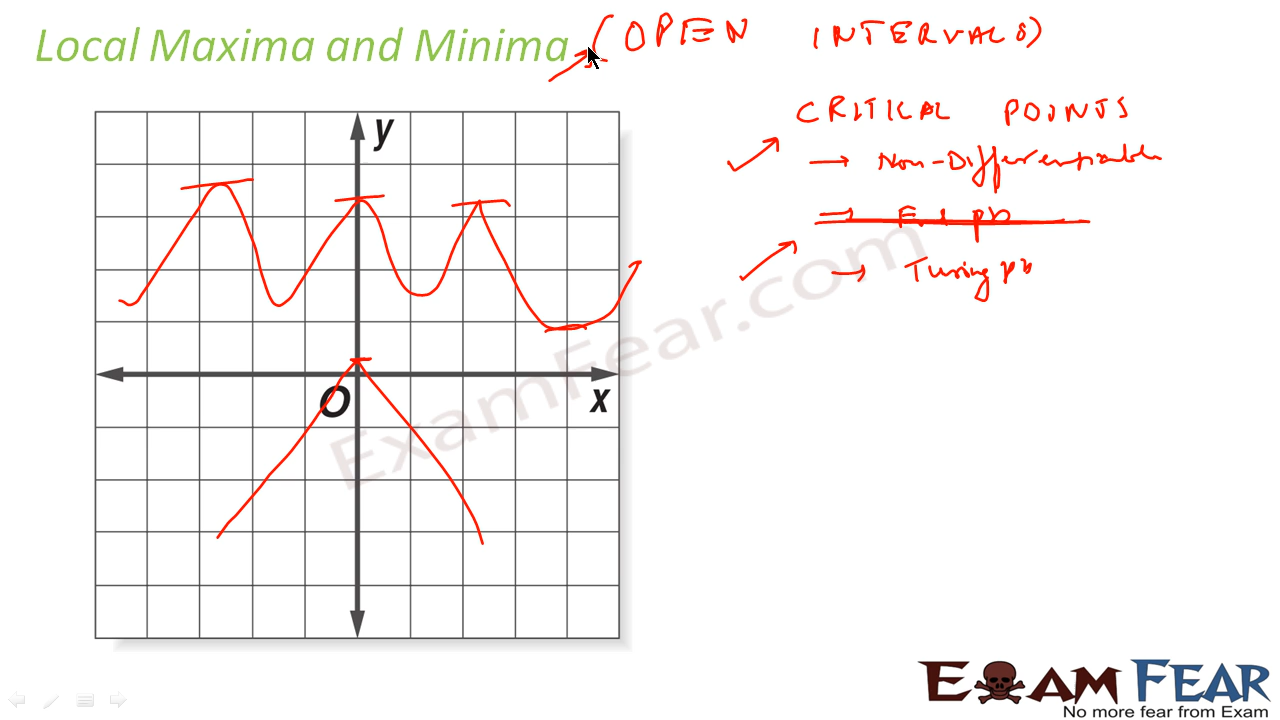 Local Maxima and Minima (OPEN INTERVALS)
CRITICAL POINTS
→ Non-Differentiable
→ Turing pts
y
O
x
ExamFear.com
EXAM FEAR
No more fear from Exam